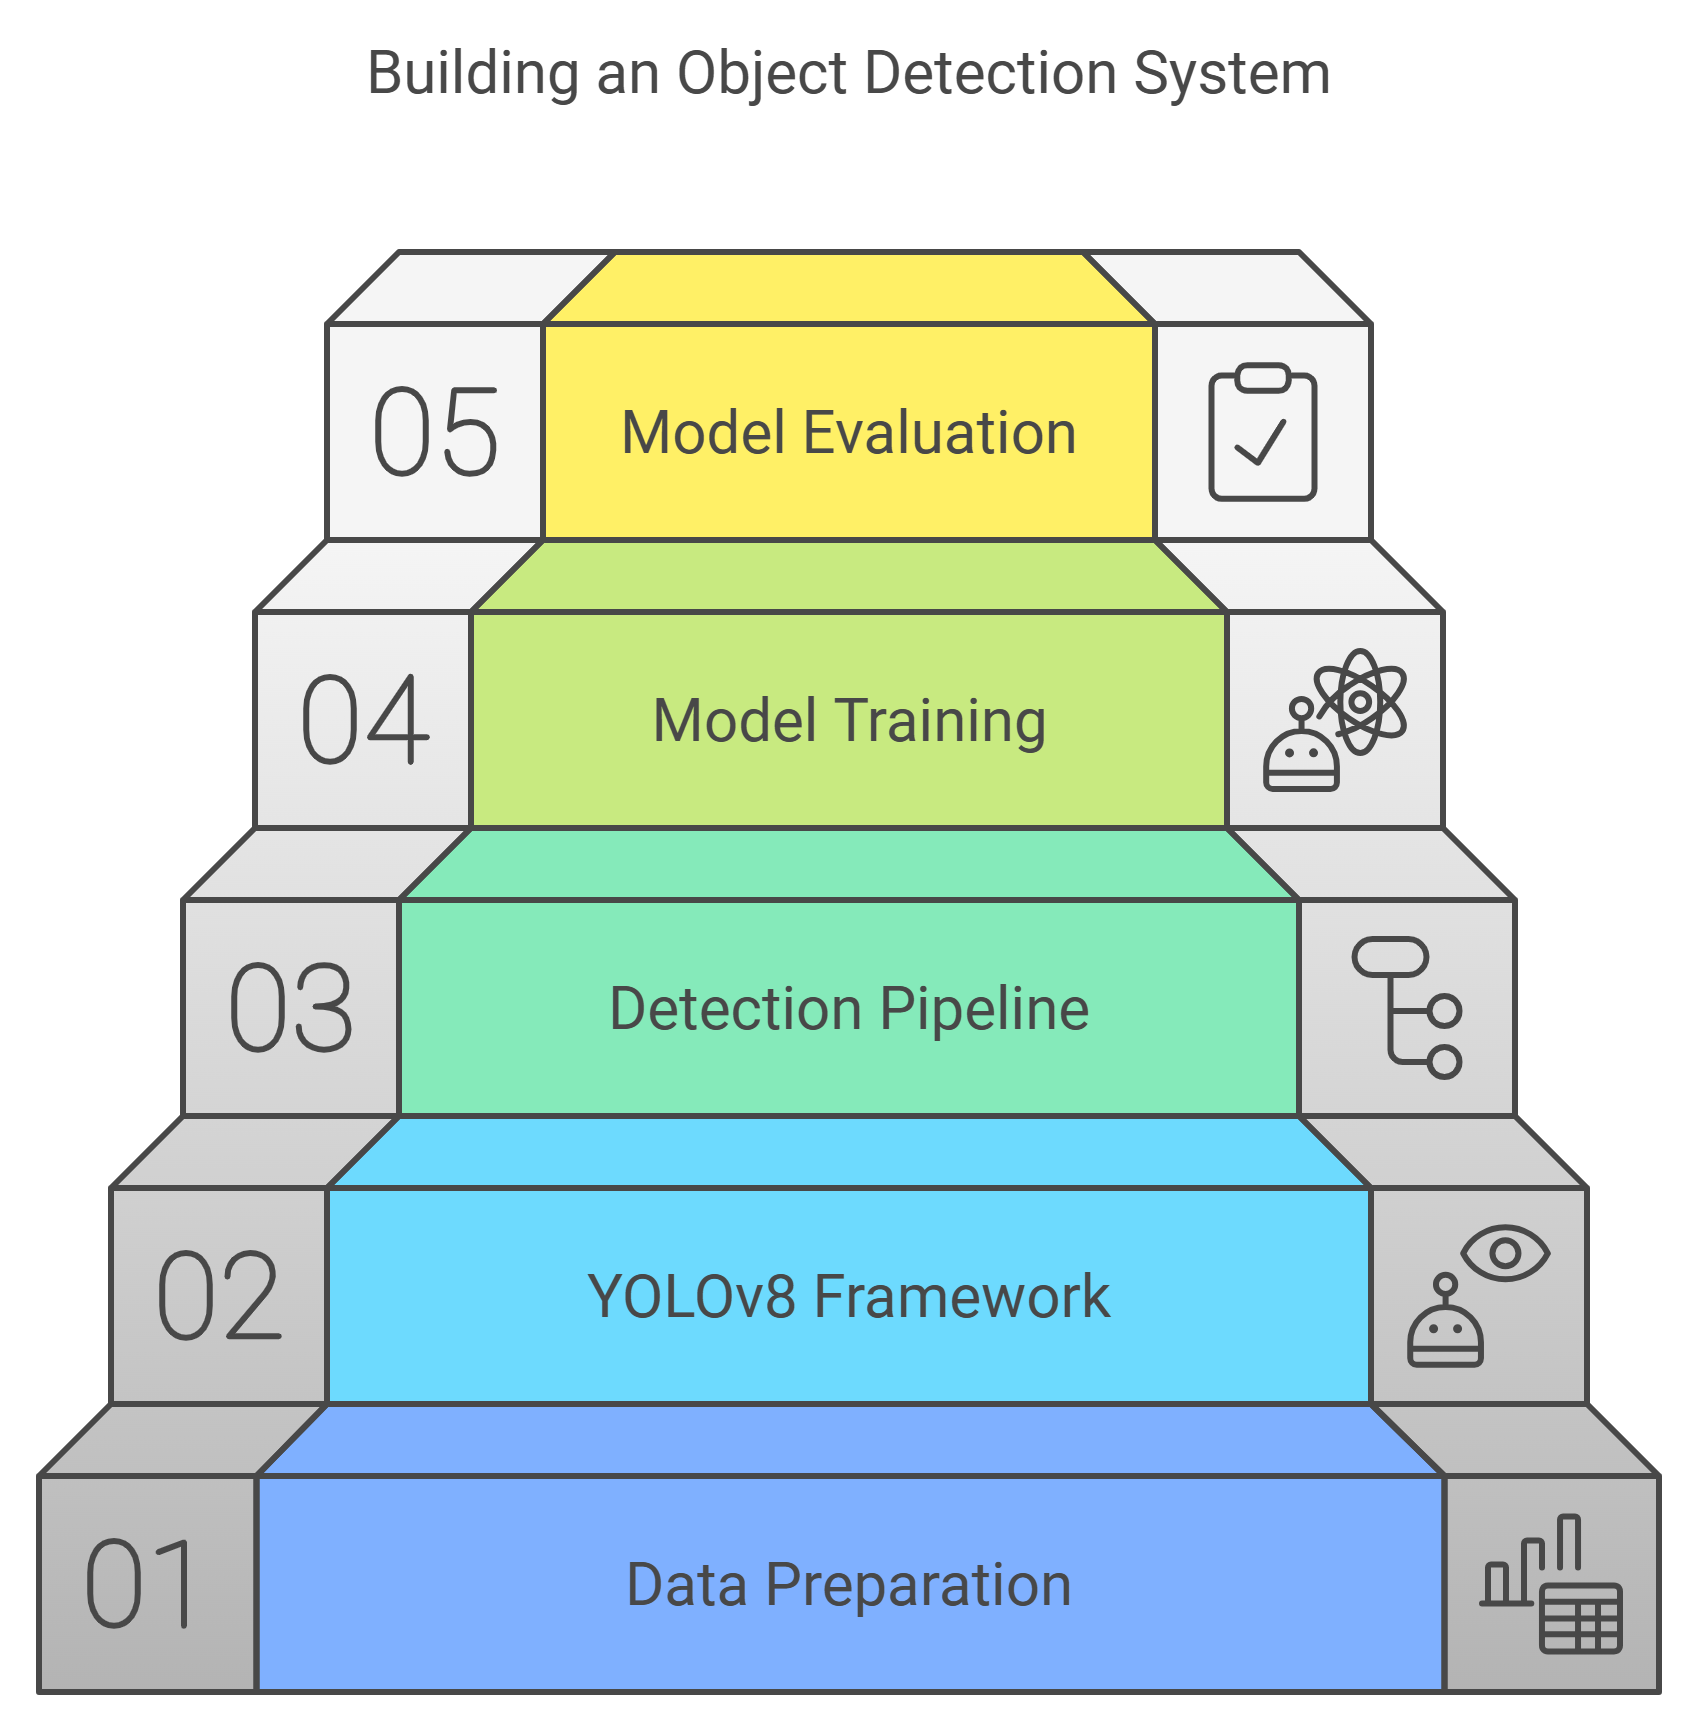 Building an Object Detection System
05
Model Evaluation
04
Model Training
03
Detection Pipeline
02
YOLOv8 Framework
01
Data Preparation